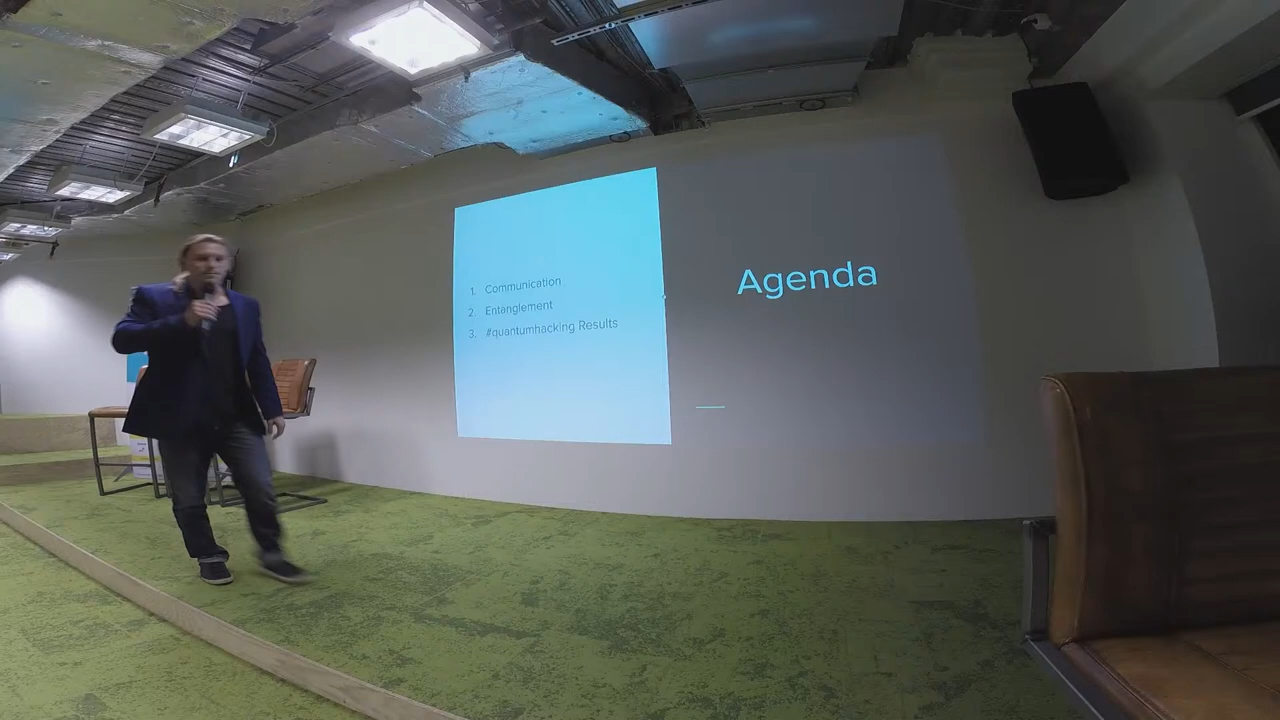 1. Communication
2. Entanglement
3. #quantumhacking Results
Agenda